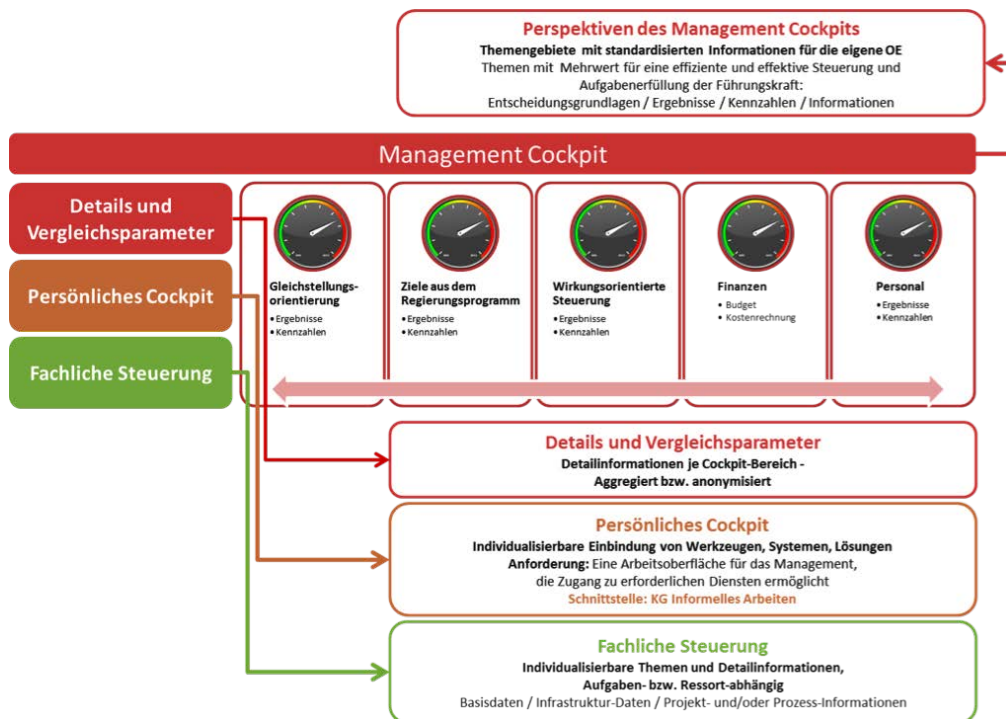 Perspektiven des Management Cockpits
Themengebiete mit standardisierten Informationen für die eigene OE
Themen mit Mehrwert für eine effiziente und effektive Steuerung und
Aufgabenerfüllung der Führungskraft:
Entscheidungsgrundlagen / Ergebnisse / Kennzahlen / Informationen
Management Cockpit
Details und
Vergleichsparameter
Persönliches Cockpit
Fachliche Steuerung
Gleichstellungs-
orientierung
• Ergebnisse
• Kennzahlen
Ziele aus dem
Regierungsprogramm
• Ergebnisse
• Kennzahlen
Wirkungsorientierte
Steuerung
• Ergebnisse
• Kennzahlen
Finanzen
• Budget
• Kostenrechnung
Personal
• Ergebnisse
• Kennzahlen
Details und Vergleichsparameter
Detailinformationen je Cockpit-Bereich -
Aggregiert bzw. anonymisiert
Persönliches Cockpit
Individualisierbare Einbindung von Werkzeugen, Systemen, Lösungen
Anforderung: Eine Arbeitsoberfläche für das Management,
die Zugang zu erforderlichen Diensten ermöglicht
Schnittstelle: KG Informelles Arbeiten
Fachliche Steuerung
Individualisierbare Themen und Detailinformationen,
Aufgaben- bzw. Ressort-abhängig
Basisdaten / Infrastruktur-Daten / Projekt- und/oder Prozess-Informationen